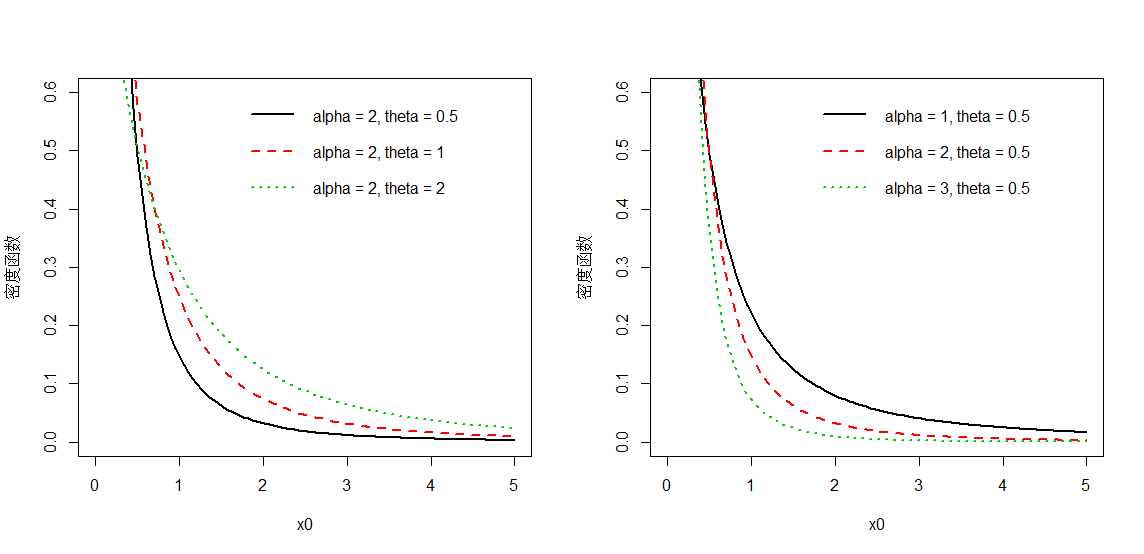 alpha = 2, theta = 0.5
alpha = 2, theta = 1
alpha = 2, theta = 2
密度函数
0.6
0.5
0.4
0.3
0.2
0.1
0.0
0 1 2 3 4 5
x0
alpha = 1, theta = 0.5
alpha = 2, theta = 0.5
alpha = 3, theta = 0.5
密度函数
0.6
0.5
0.4
0.3
0.2
0.1
0.0
0 1 2 3 4 5
x0